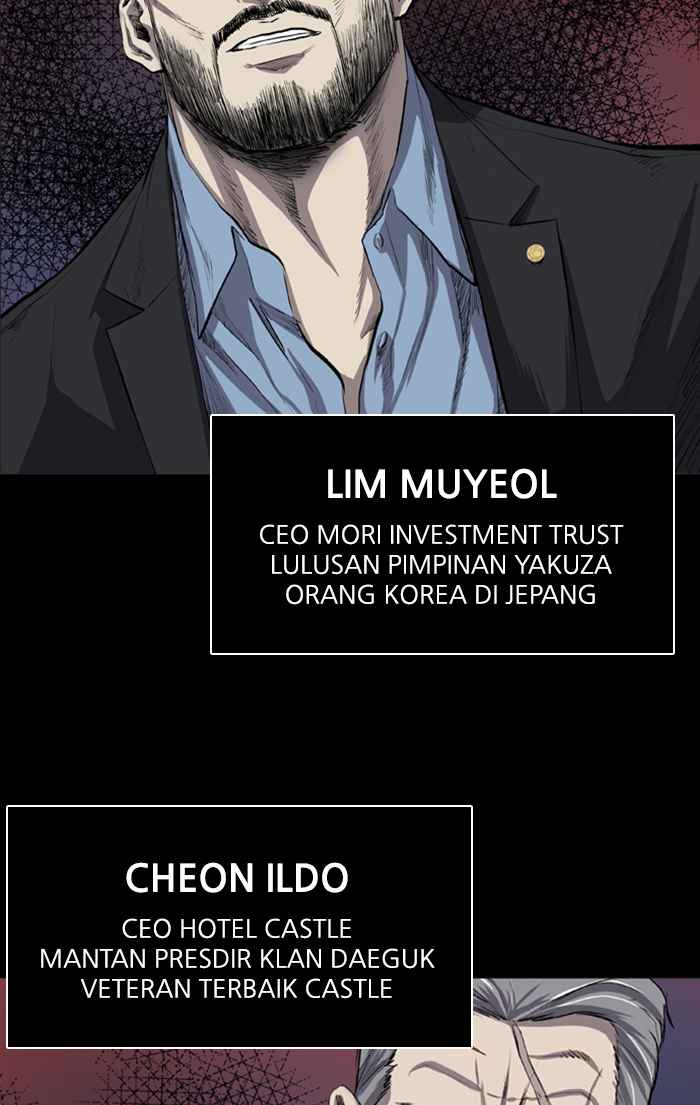 LIM MUYEOL
CEO MORI INVESTMENT TRUST
LULUSAN PIMPINAN YAKUZA
ORANG KOREA DI JEPANG
CHEON ILDO
CEO HOTEL CASTLE
MANTAN PRESDIR KLAN DAEGUK
VETERAN TERBAIK CASTLE